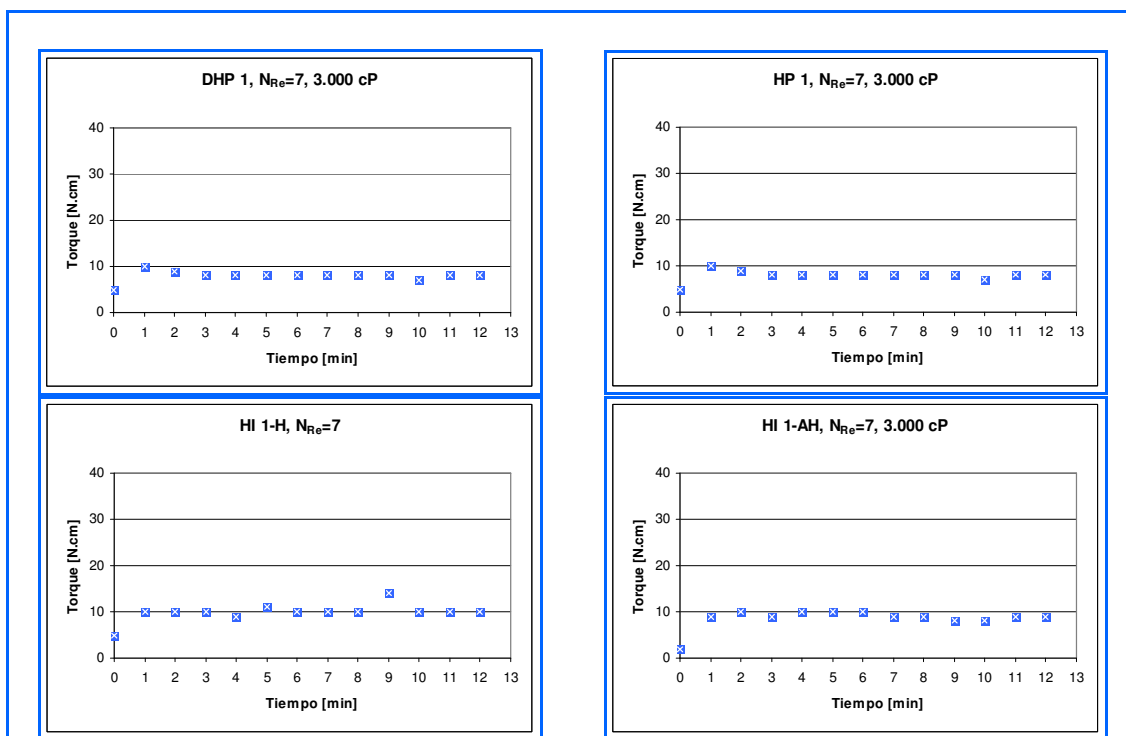 DHP 1, N_Re=7, 3.000 cP
Torque [N.cm]
40
30
20
10
0
0 1 2 3 4 5 6 7 8 9 10 11 12 13
Tiempo [min]
HP 1, N_Re=7, 3.000 cP
Torque [N.cm]
40
30
20
10
0
0 1 2 3 4 5 6 7 8 9 10 11 12 13
Tiempo [min]
HI 1-H, N_Re=7
Torque [N.cm]
40
30
20
10
0
0 1 2 3 4 5 6 7 8 9 10 11 12 13
Tiempo [min]
HI 1-AH, N_Re=7, 3.000 cP
Torque [N.cm]
40
30
20
10
0
0 1 2 3 4 5 6 7 8 9 10 11 12 13
Tiempo [min]